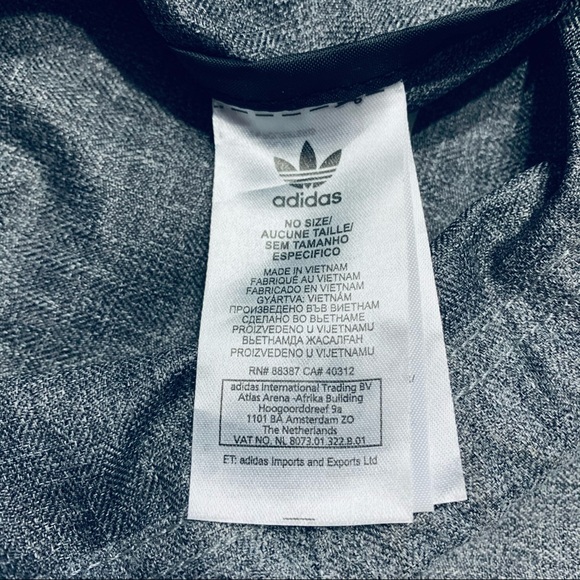 adidas
NO SIZE/
AUCUNE TAILLE/
SEM TAMANHO
ESPECIFICO
MADE IN VIETNAM
FABRIQUÉ AU VIETNAM
FABRICADO EN VIETNAM
GYÁRTVA: VIETNAM
ПРОИЗВЕДЕНО ВЪВ ВИЕТНАМ
СДЕЛАНО ВО ВЬЕТНАМЕ
PROIZVEDENO U VIJETNAMU
ВЬЕТНАМДА ЖАСАЛҒАН
PROIZVEDENO U VIJETNAMU
RN# 88387 CA# 40312
adidas International Trading BV
Atlas Arena -Afrika Building
Hoogoorddreef 9a
1101 BA Amsterdam ZO
The Netherlands
VAT NO. NL 8073.01.322.B.01
ET: adidas Imports and Exports Ltd